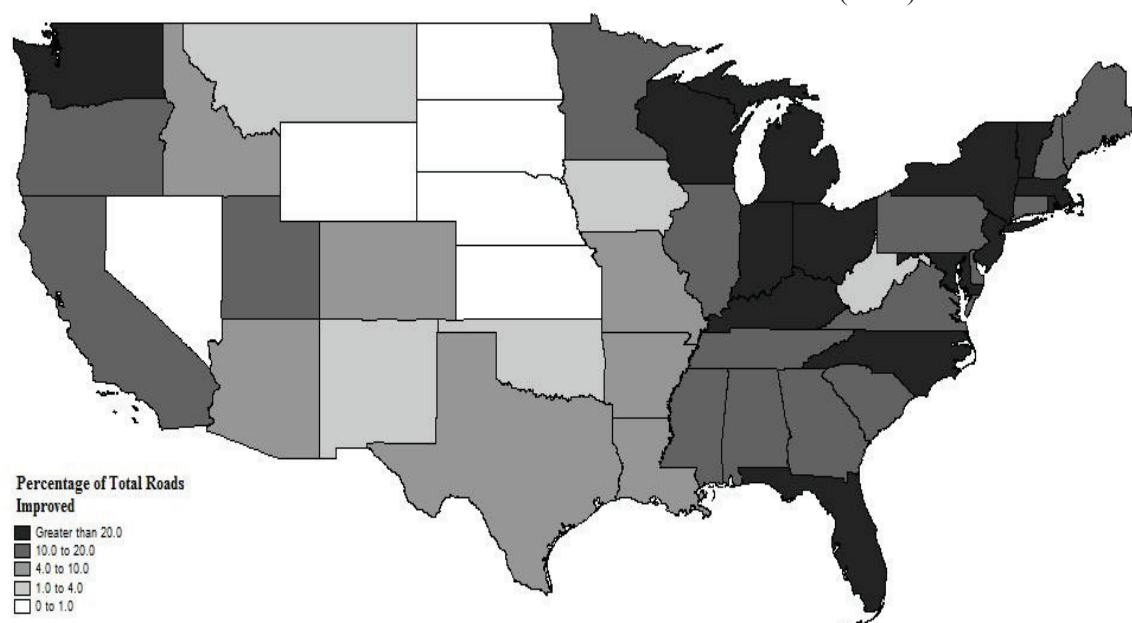 Percentage of Total Roads
Improved
Greater than 20.0
10.0 to 20.0
4.0 to 10.0
1.0 to 4.0
0 to 1.0